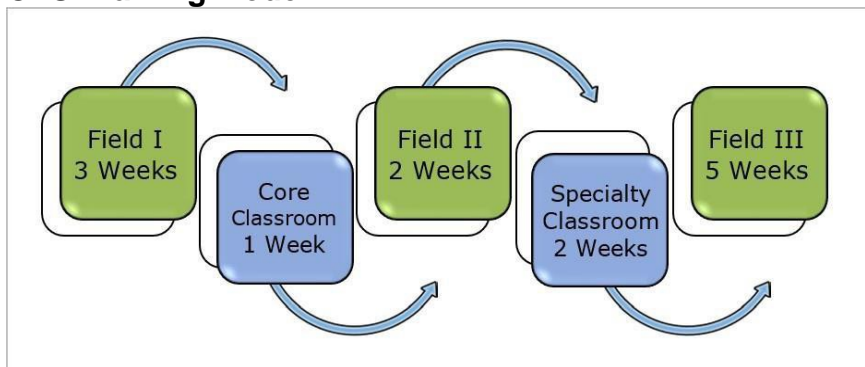 Field I
3 Weeks
Core
Classroom
1 Week
Field II
2 Weeks
Specialty
Classroom
2 Weeks
Field III
5 Weeks